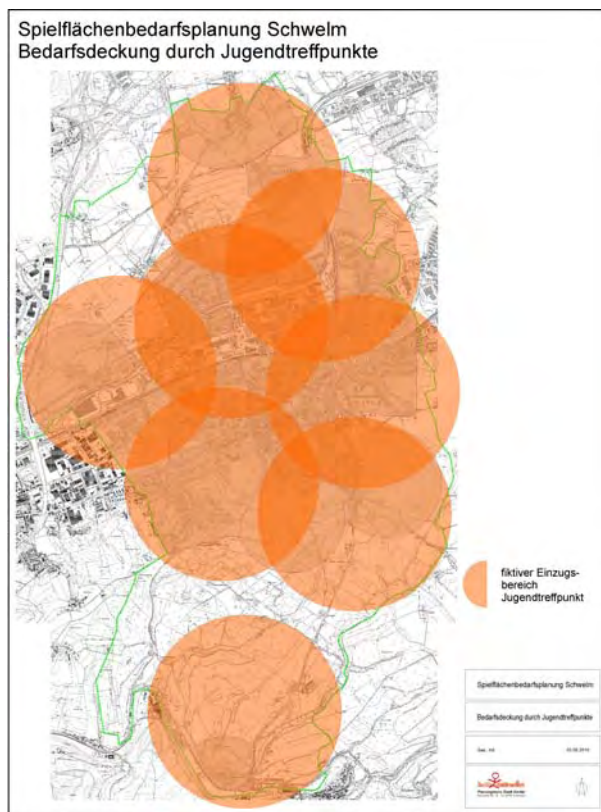 Spielflächenbedarfsplanung Schwelm
Bedarfsdeckung durch Jugendtreffpunkte
fiktiver Einzugs-
bereich
Jugendtreffpunkt
Spielflächenbedarfsplanung Schwelm
Bedarfsdeckung durch Jugendtreffpunkte